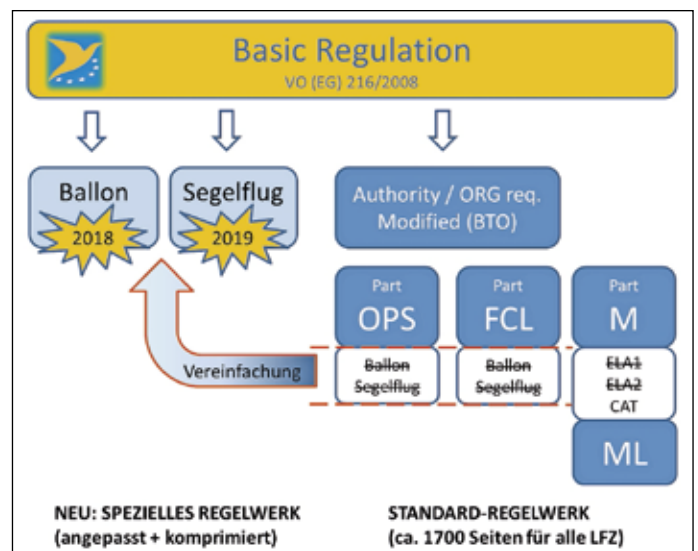 Basic Regulation
VO (EG) 216/2008
Ballon
2018
Segelflug
2019
Authority / ORG req.
Modified (BTO)
Part
OPS
Part
FCL
Part
M
Vereinfachung
Ballon
Segelflug
Ballon
Segelflug
ELA1
ELA2
CAT
ML
NEU: SPEZIELLES REGELWERK
(angepasst + komprimiert)
STANDARD-REGELWERK
(ca. 1700 Seiten für alle LFZ)